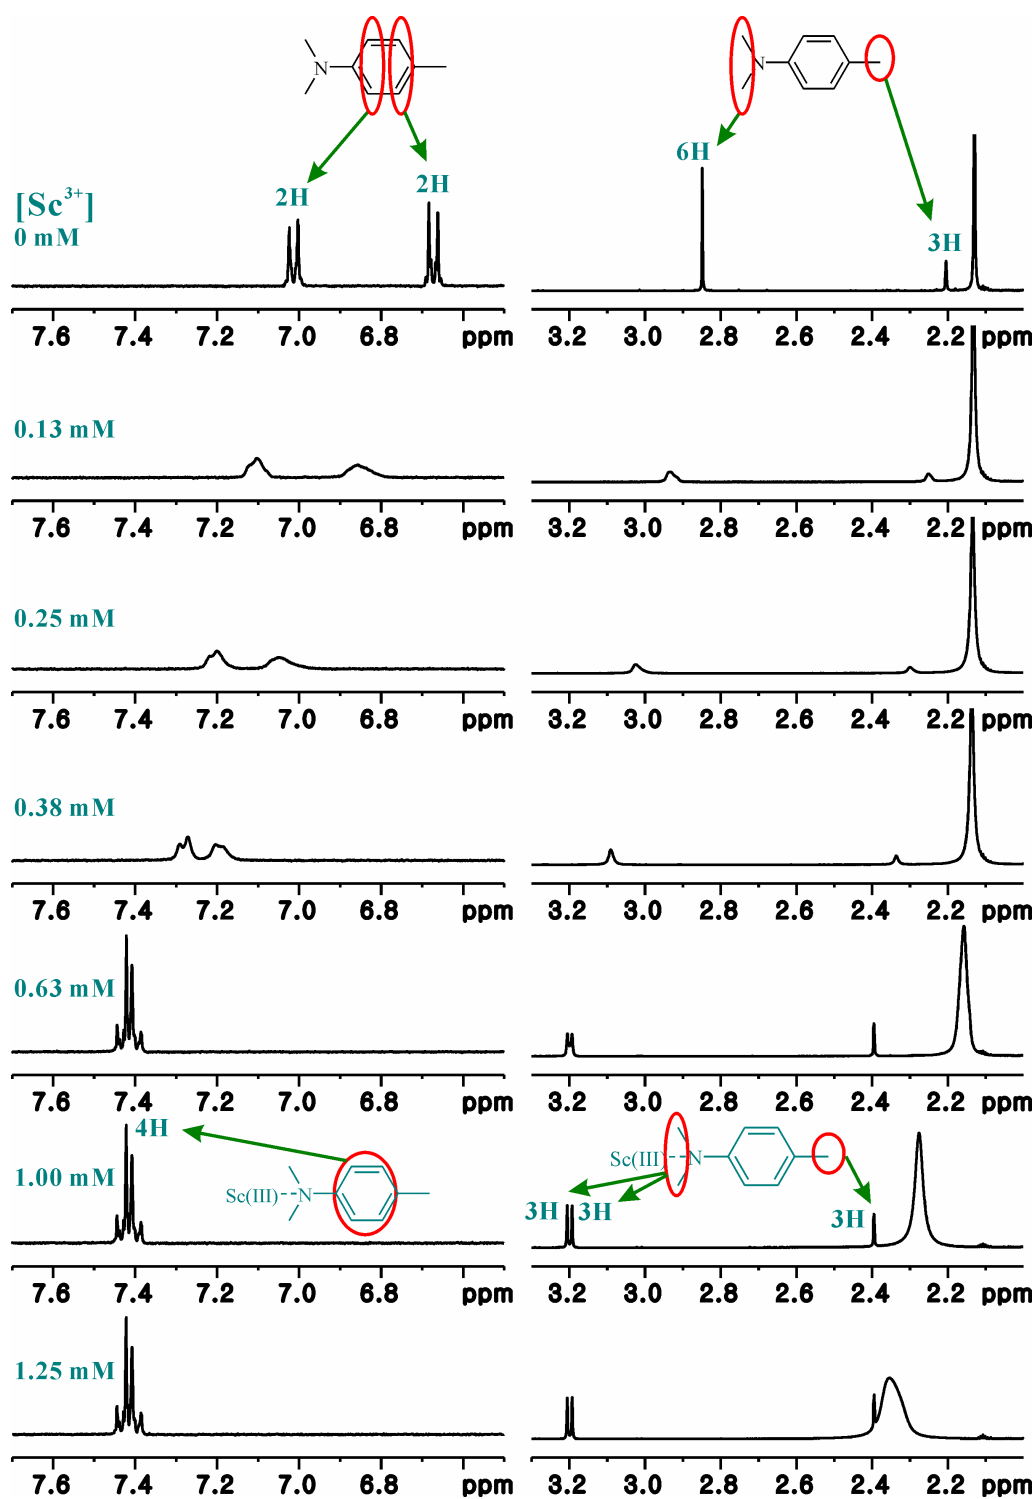 N
N
6H
2H
2H
[Sc3+]
0 mM
3H
7.6 7.4 7.2 7.0 6.8 ppm
3.2 3.0 2.8 2.6 2.4 2.2 ppm
0.13 mM
7.6 7.4 7.2 7.0 6.8 ppm
3.2 3.0 2.8 2.6 2.4 2.2 ppm
0.25 mM
7.6 7.4 7.2 7.0 6.8 ppm
3.2 3.0 2.8 2.6 2.4 2.2 ppm
0.38 mM
7.6 7.4 7.2 7.0 6.8 ppm
3.2 3.0 2.8 2.6 2.4 2.2 ppm
0.63 mM
7.6 7.4 7.2 7.0 6.8 ppm
3.2 3.0 2.8 2.6 2.4 2.2 ppm
4H
1.00 mM
Sc(III)--N
Sc(III)--N
3H 3H
3H
7.6 7.4 7.2 7.0 6.8 ppm
3.2 3.0 2.8 2.6 2.4 2.2 ppm
1.25 mM
7.6 7.4 7.2 7.0 6.8 ppm
3.2 3.0 2.8 2.6 2.4 2.2 ppm